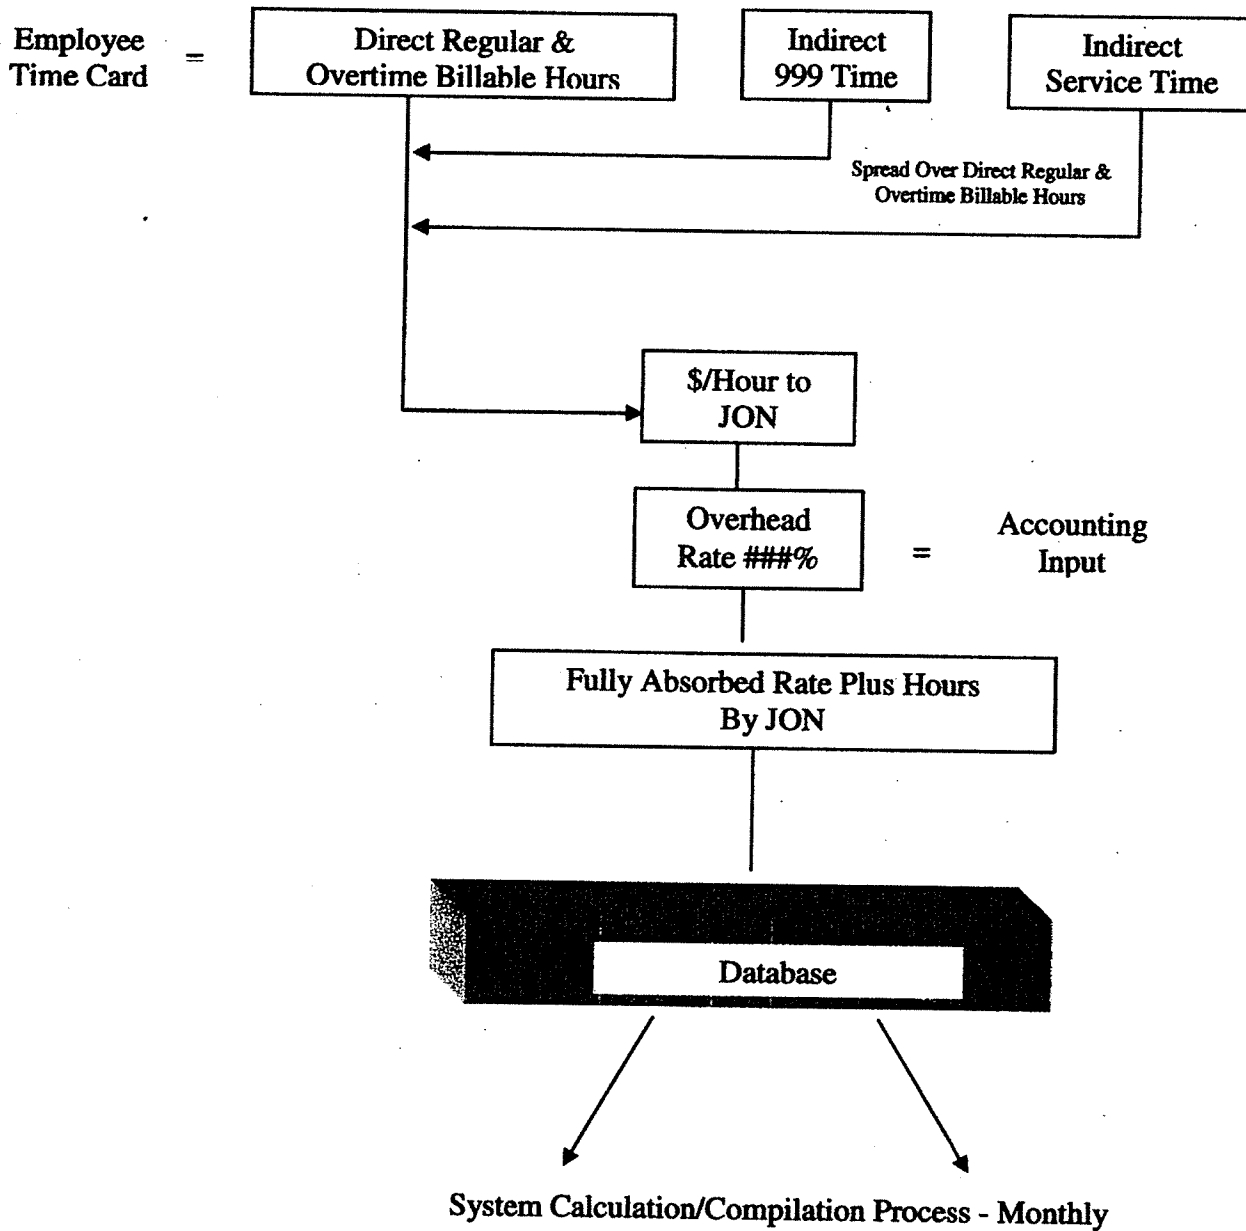 Employee
Time Card
=
Direct Regular &
Overtime Billable Hours
Indirect
999 Time
Indirect
Service Time
Spread Over Direct Regular &
Overtime Billable Hours
$/Hour to
JON
Overhead
Rate ###%
=
Accounting
Input
Fully Absorbed Rate Plus Hours
By JON
Database
System Calculation/Compilation Process - Monthly